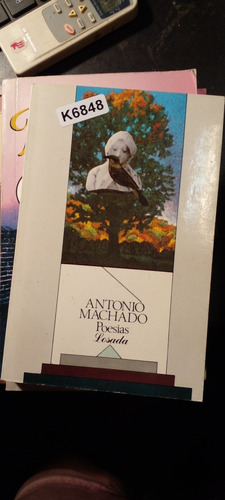 K6848
ANTONIO
MACHADO
Poesías
Losada